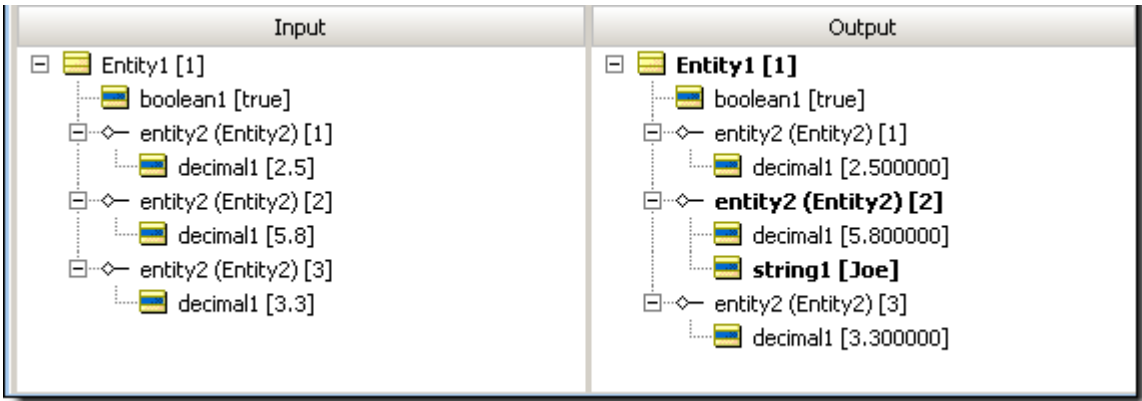 Input
Entity1 [1]
boolean1 [true]
entity2 (Entity2) [1]
decimal1 [2.5]
entity2 (Entity2) [2]
decimal1 [5.8]
entity2 (Entity2) [3]
decimal1 [3.3]
Output
Entity1 [1]
boolean1 [true]
entity2 (Entity2) [1]
decimal1 [2.500000]
entity2 (Entity2) [2]
decimal1 [5.800000]
string1 [Joe]
entity2 (Entity2) [3]
decimal1 [3.300000]